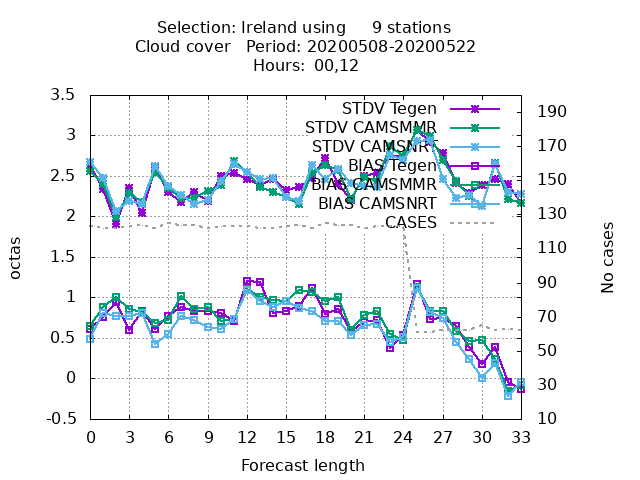 Selection: Ireland using 9 stations
Cloud cover Period: 20200508-20200522
Hours: 00,12
3.5
3
2.5
2
1.5
1
0.5
0
-0.5
octas
190
170
150
130
110
90
70
50
30
10
No cases
STDV Tegen
STDV CAMSMMR
STDV CAMSNRT
BIAS Tegen
BIAS CAMSMMR
BIAS CAMSNRT
CASES
0 3 6 9 12 15 18 21 24 27 30 33
Forecast length